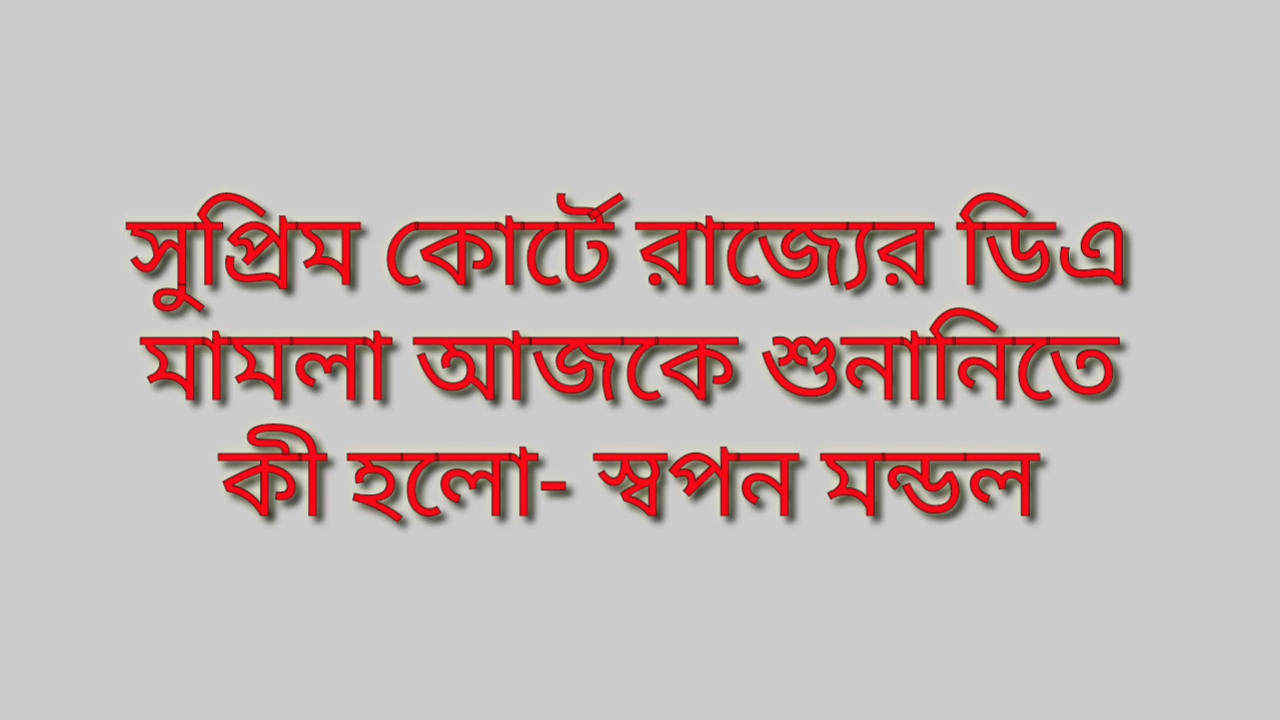 সুপ্রিম কোর্টে রাজ্যের ডিএ
মামলা আজকে শুনানিতে
কী হলো- স্বপন মন্ডল